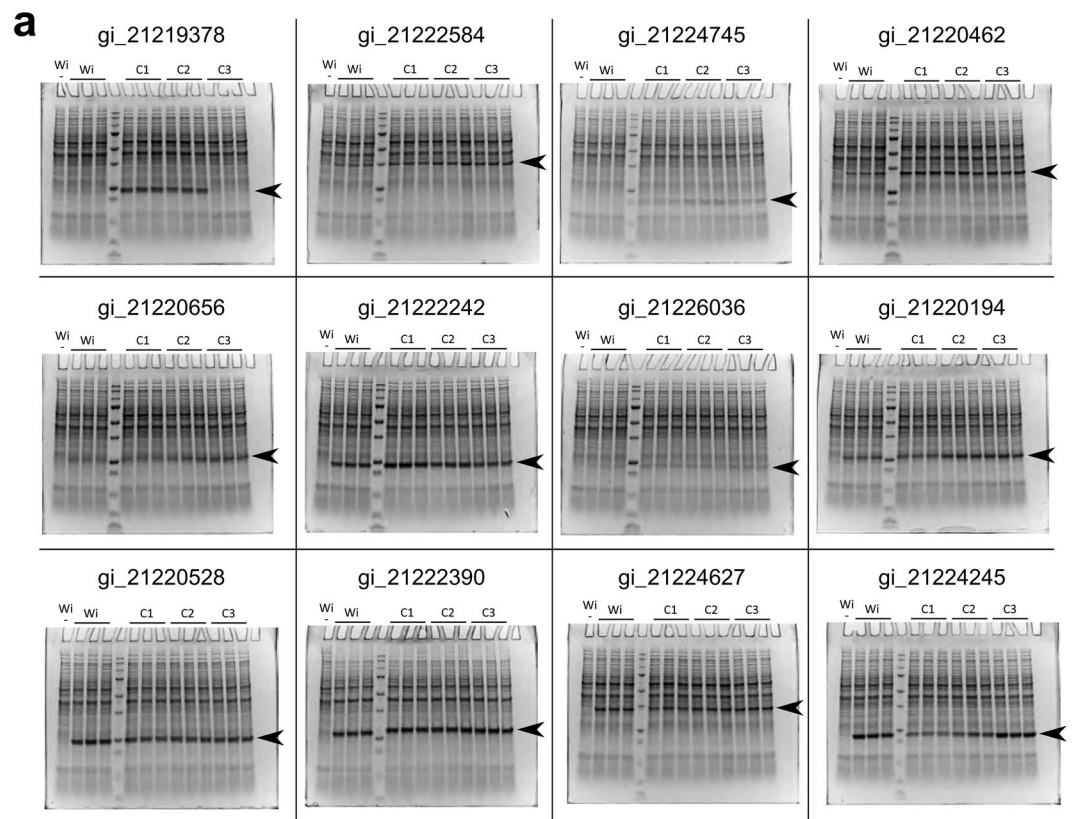 a
gi_21219378 gi_21222584 gi_21224745 gi_21220462
Wi - Wi C1 C2 C3 Wi - Wi C1 C2 C3 Wi - Wi C1 C2 C3 Wi - Wi C1 C2 C3
gi_21220656 gi_21222242 gi_21226036 gi_21220194
Wi - Wi C1 C2 C3 Wi - Wi C1 C2 C3 Wi - Wi C1 C2 C3 Wi - Wi C1 C2 C3
gi_21220528 gi_21222390 gi_21224627 gi_21224245
Wi - Wi C1 C2 C3 Wi - Wi C1 C2 C3 Wi - Wi C1 C2 C3 Wi - Wi C1 C2 C3